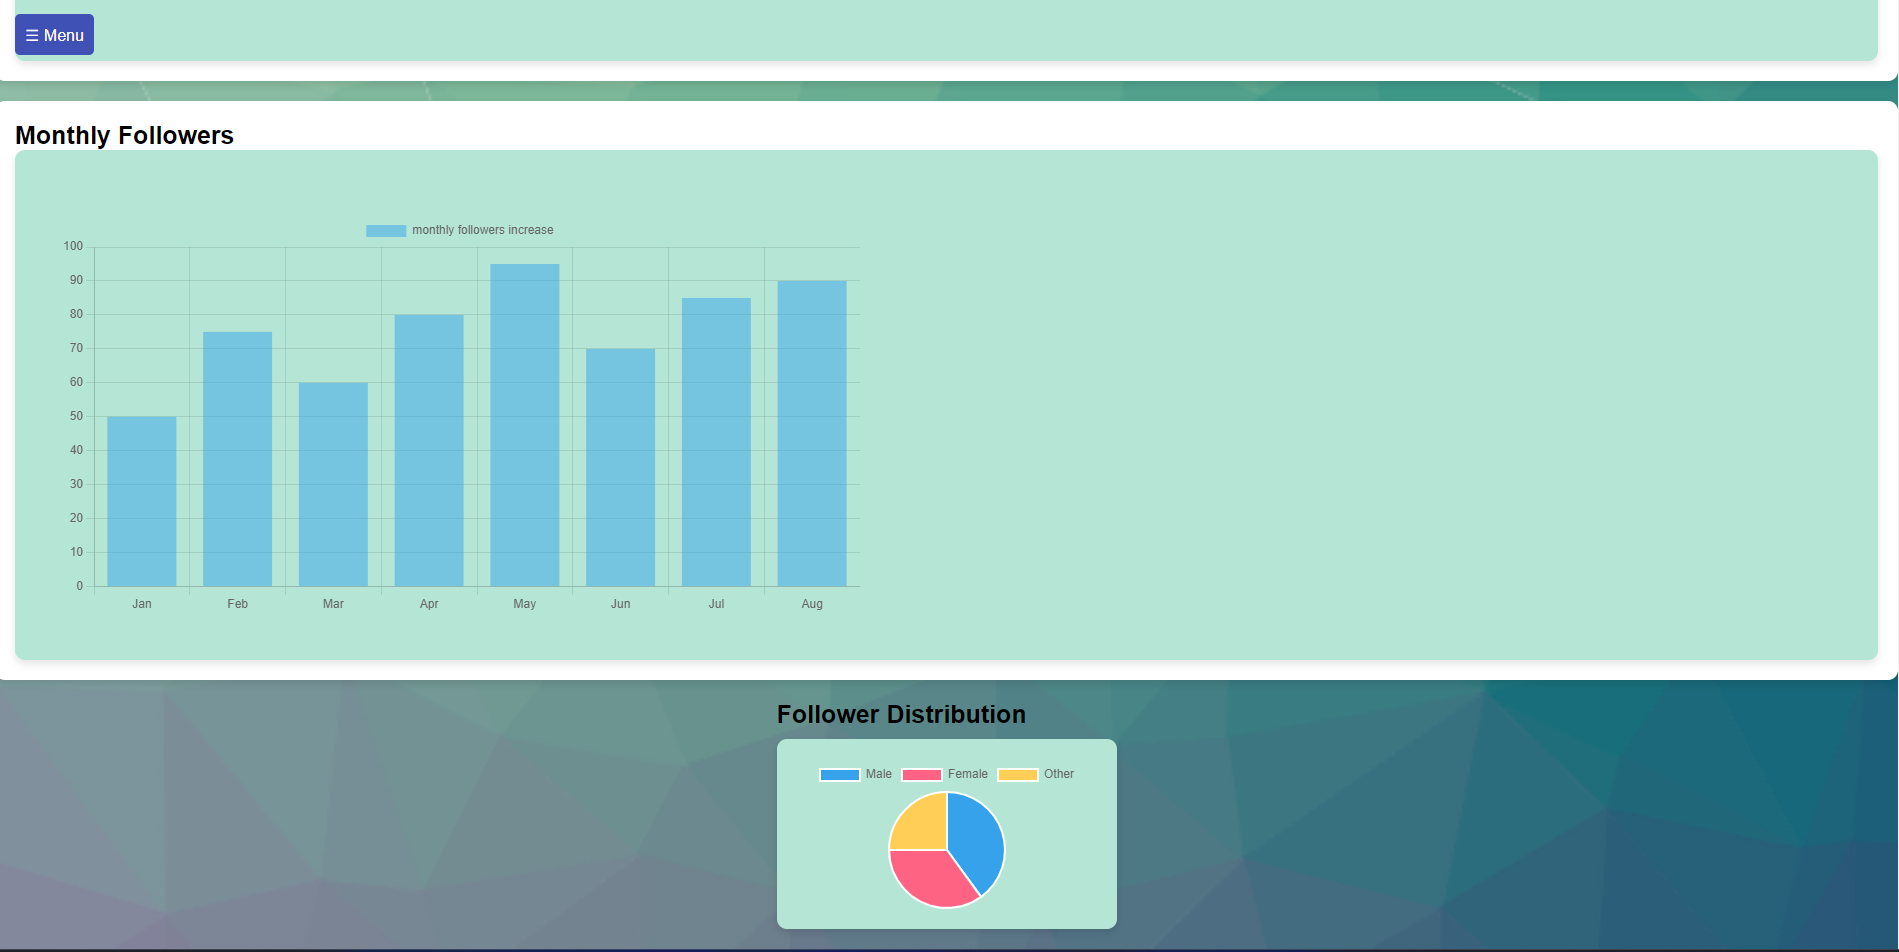 ☰ Menu
Monthly Followers
monthly followers increase
100
90
80
70
60
50
40
30
20
10
0
Jan Feb Mar Apr May Jun Jul Aug
Follower Distribution
Male Female Other